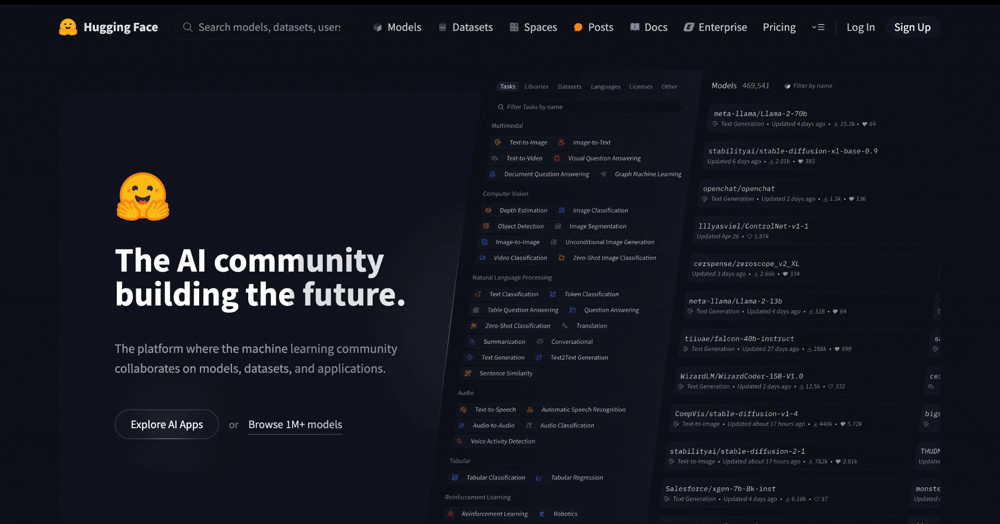 Hugging Face
Search models, datasets, users
Models
Datasets
Spaces
Posts
Docs
Enterprise
Pricing
Log In
Sign Up
The AI community
building the future.
The platform where the machine learning community
collaborates on models, datasets, and applications.
Explore AI Apps
or
Browse 1M+ models
Tasks Libraries Datasets Languages Licenses Other
Filter Tasks by name
Multimodal
Text-to-Image Image-to-Text
Text-to-Video Visual Question Answering
Document Question Answering Graph Machine Learning
Computer Vision
Depth Estimation Image Classification
Object Detection Image Segmentation
Image-to-Image Unconditional Image Generation
Video Classification Zero-Shot Image Classification
Natural Language Processing
Text Classification Token Classification
Table Question Answering Question Answering
Zero-Shot Classification Translation
Summarization Conversational
Text Generation Text2Text Generation
Sentence Similarity
Audio
Text-to-Speech Automatic Speech Recognition
Audio-to-Audio Audio Classification
Voice Activity Detection
Tabular
Tabular Classification Tabular Regression
Reinforcement Learning
Reinforcement Learning Robotics
Models 469,541 Filter by name
meta-llama/Llama-2-70b
Text Generation • Updated 4 days ago • 25.2k • 64
stabilityai/stable-diffusion-xl-base-0.9
Updated 6 days ago • 2.01k • 393
openchat/openchat
Text Generation • Updated 2 days ago • 1.3k • 136
lllyasviel/ControlNet-v1-1
Updated Apr 26 • 1.87k
cerspense/zeroscope_v2_XL
Updated 3 days ago • 2.66k • 334
meta-llama/Llama-2-13b
Text Generation • Updated 4 days ago • 328 • 64
tiiuae/falcon-40b-instruct
Text Generation • Updated 27 days ago • 288k • 899
WizardLM/WizardCoder-15B-V1.0
Text Generation • Updated 3 days ago • 12.5k • 332
CompVis/stable-diffusion-v1-4
Text-to-Image • Updated about 17 hours ago • 448k • 5.72k
stabilityai/stable-diffusion-2-1
Text-to-Image • Updated about 17 hours ago • 782k • 2.81k
THUDM
Salesforce/xgen-7b-8k-inst
Text Generation • Updated 4 days ago • 6.18k • 57
monste